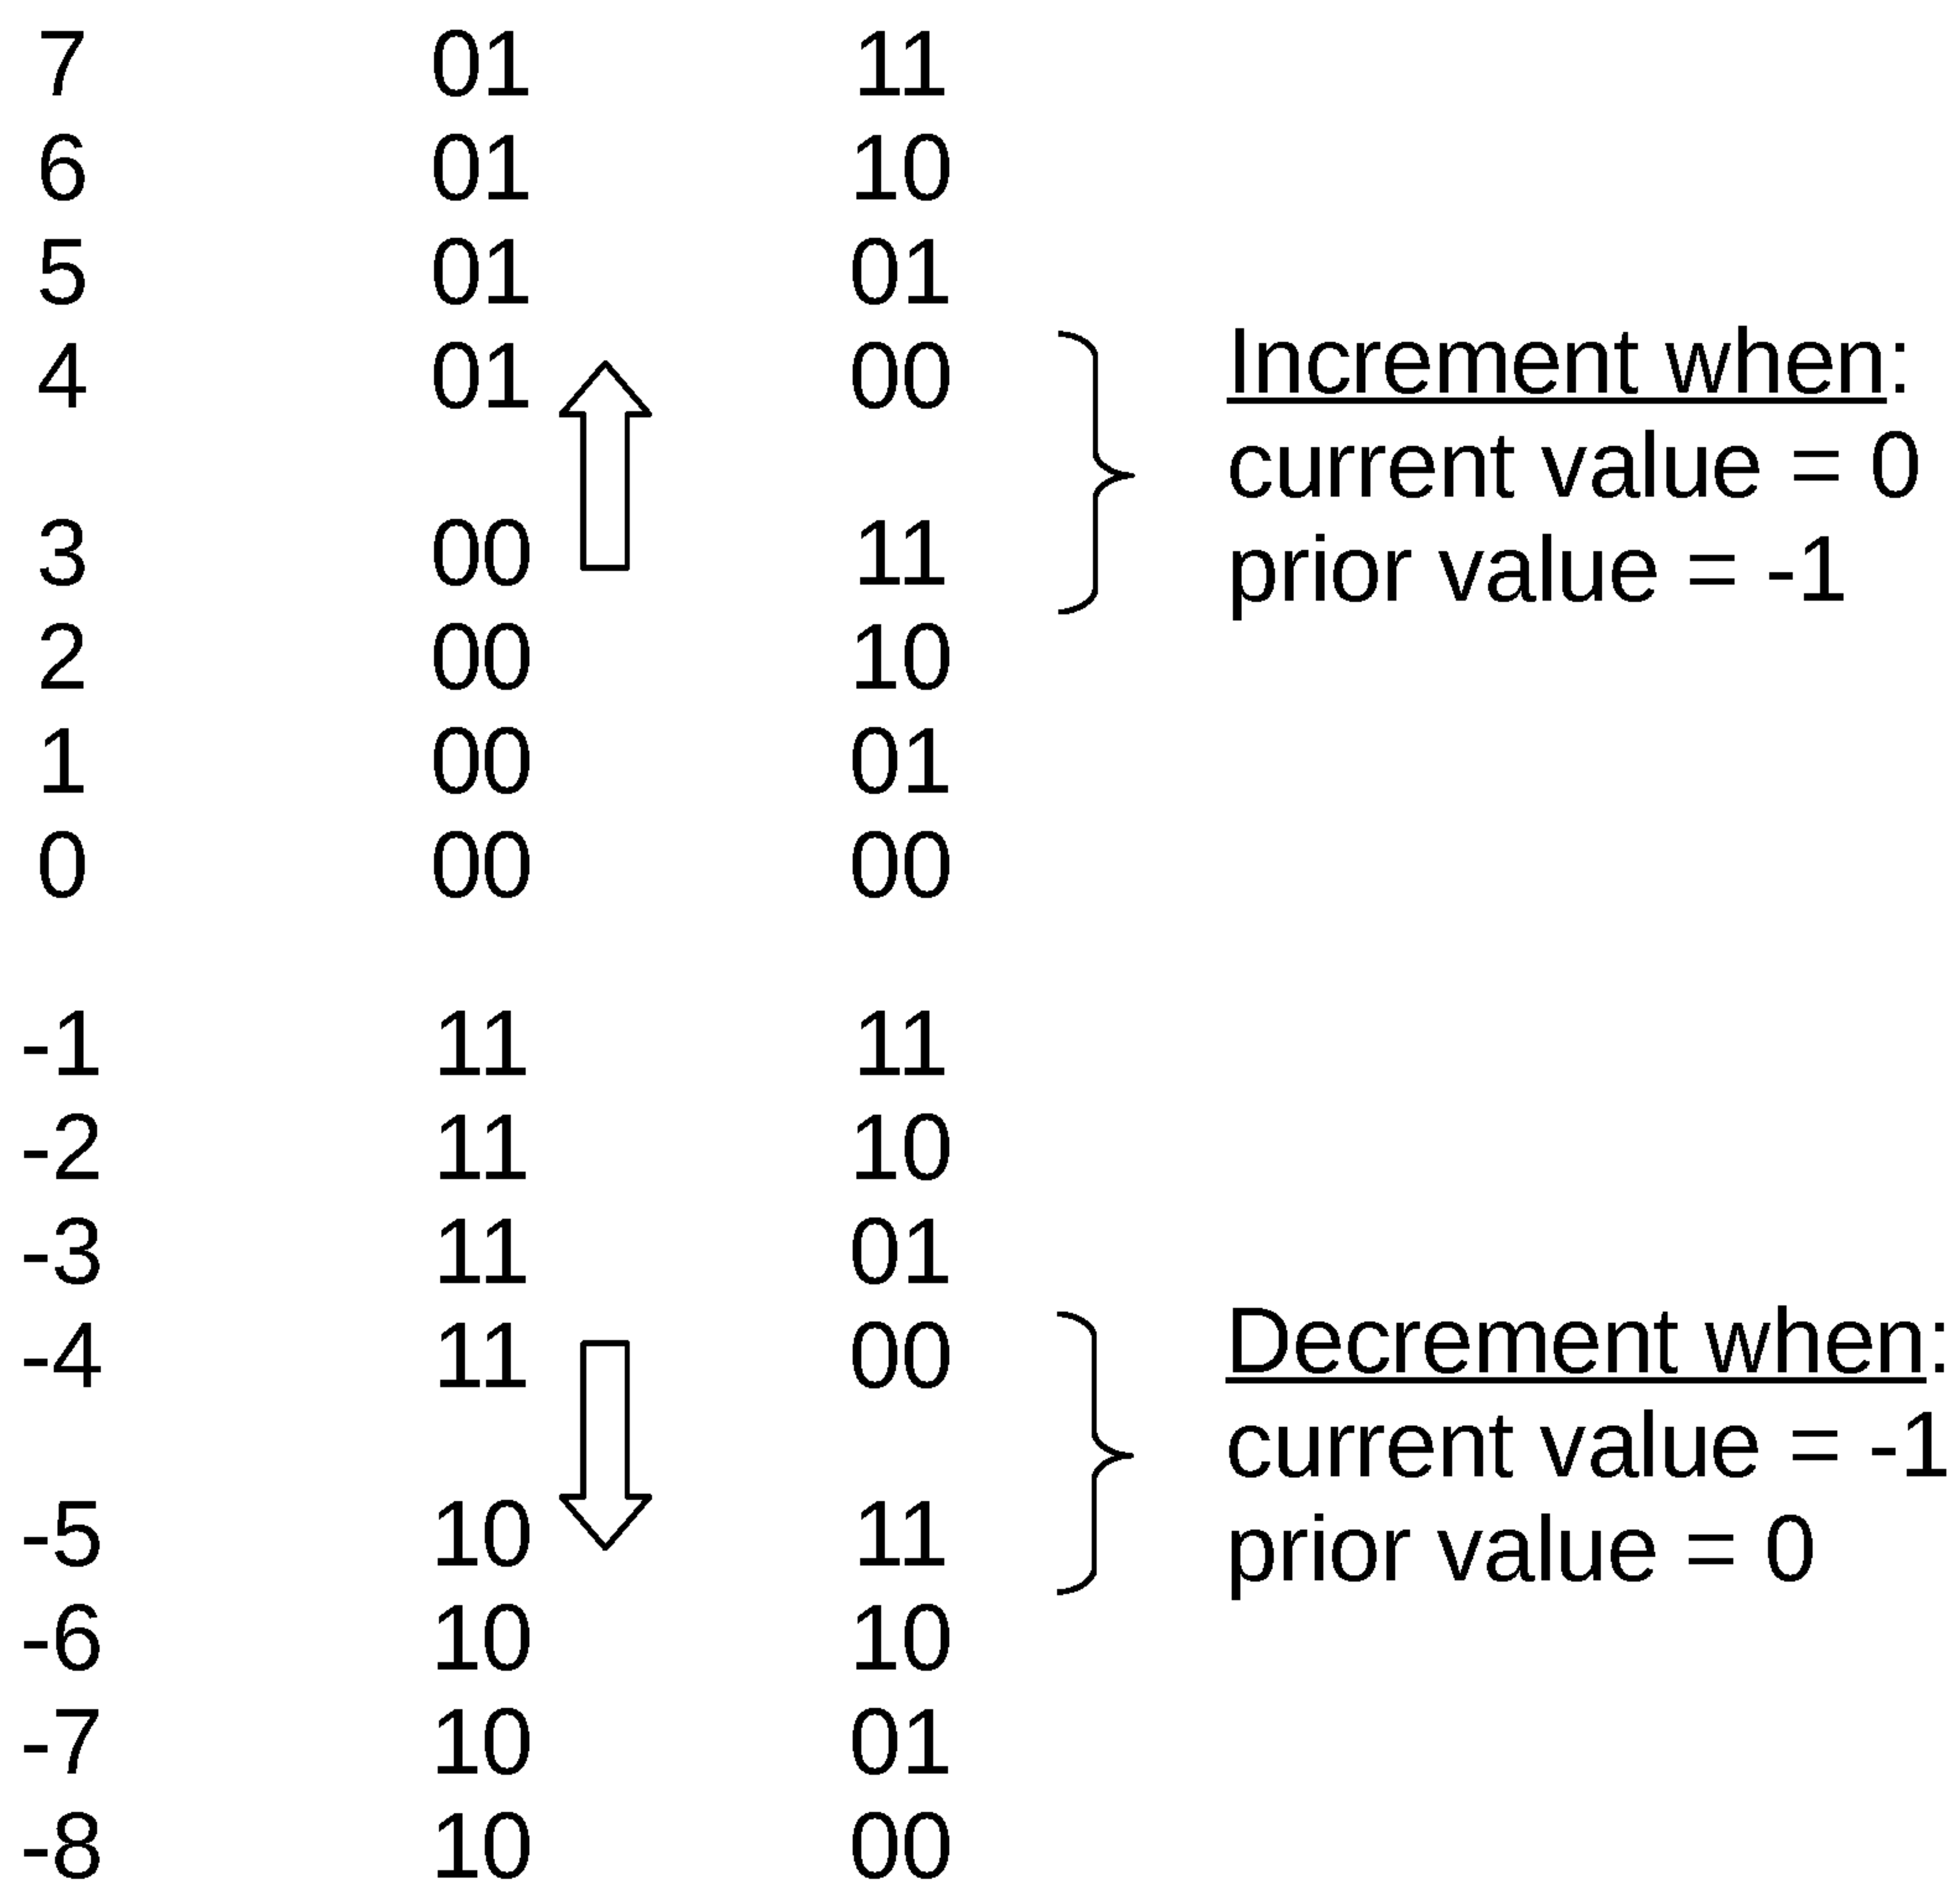 7 01 11
6 01 10
5 01 01
4 01 00 Increment when:
current value = 0
3 00 11 prior value = -1
2 00 10
1 00 01
0 00 00
-1 11 11
-2 11 10
-3 11 01
-4 11 00 Decrement when:
current value = -1
-5 10 11 prior value = 0
-6 10 10
-7 10 01
-8 10 00